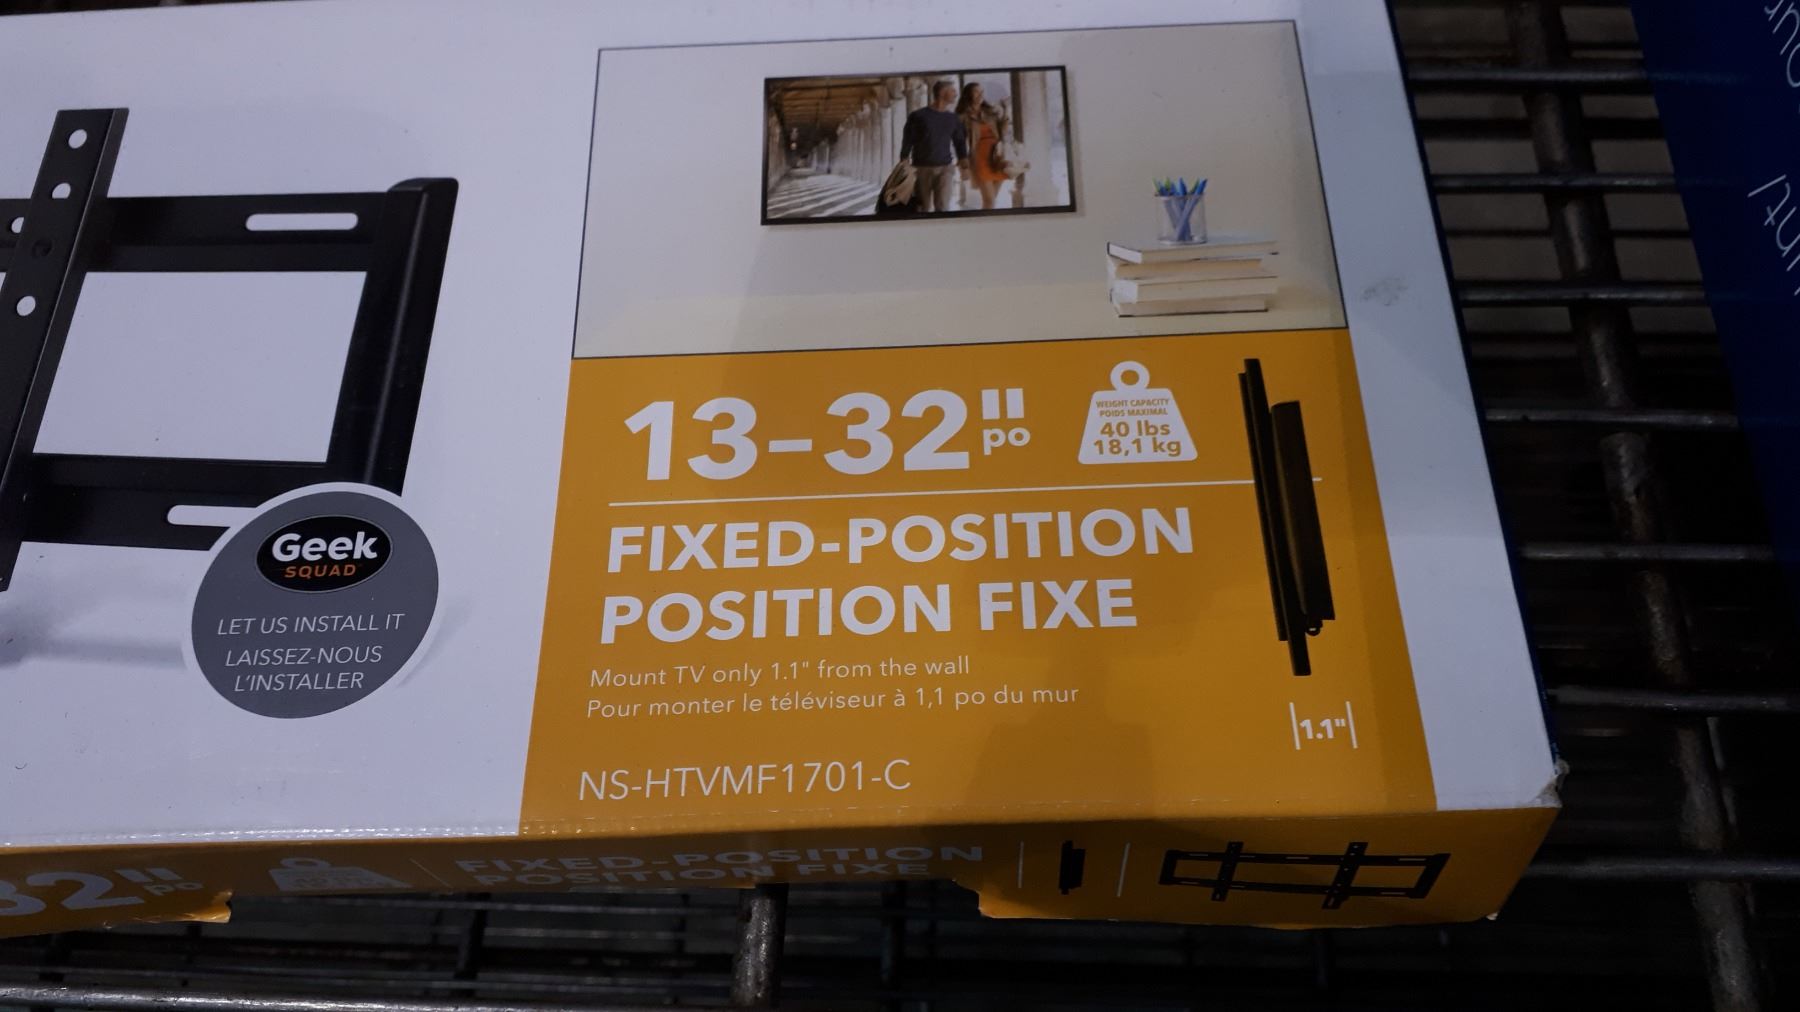 13-32"
po
WEIGHT CAPACITY
POIDS MAXIMAL
40 lbs
18,1 kg
FIXED-POSITION
POSITION FIXE
Mount TV only 1.1" from the wall
Pour monter le téléviseur à 1,1 po du mur
|1.1"|
NS-HTVMF1701-C
Geek
SQUAD
LET US INSTALL IT
LAISSEZ-NOUS
L'INSTALLER
32"
po
FIXED-POSITION
POSITION FIXE